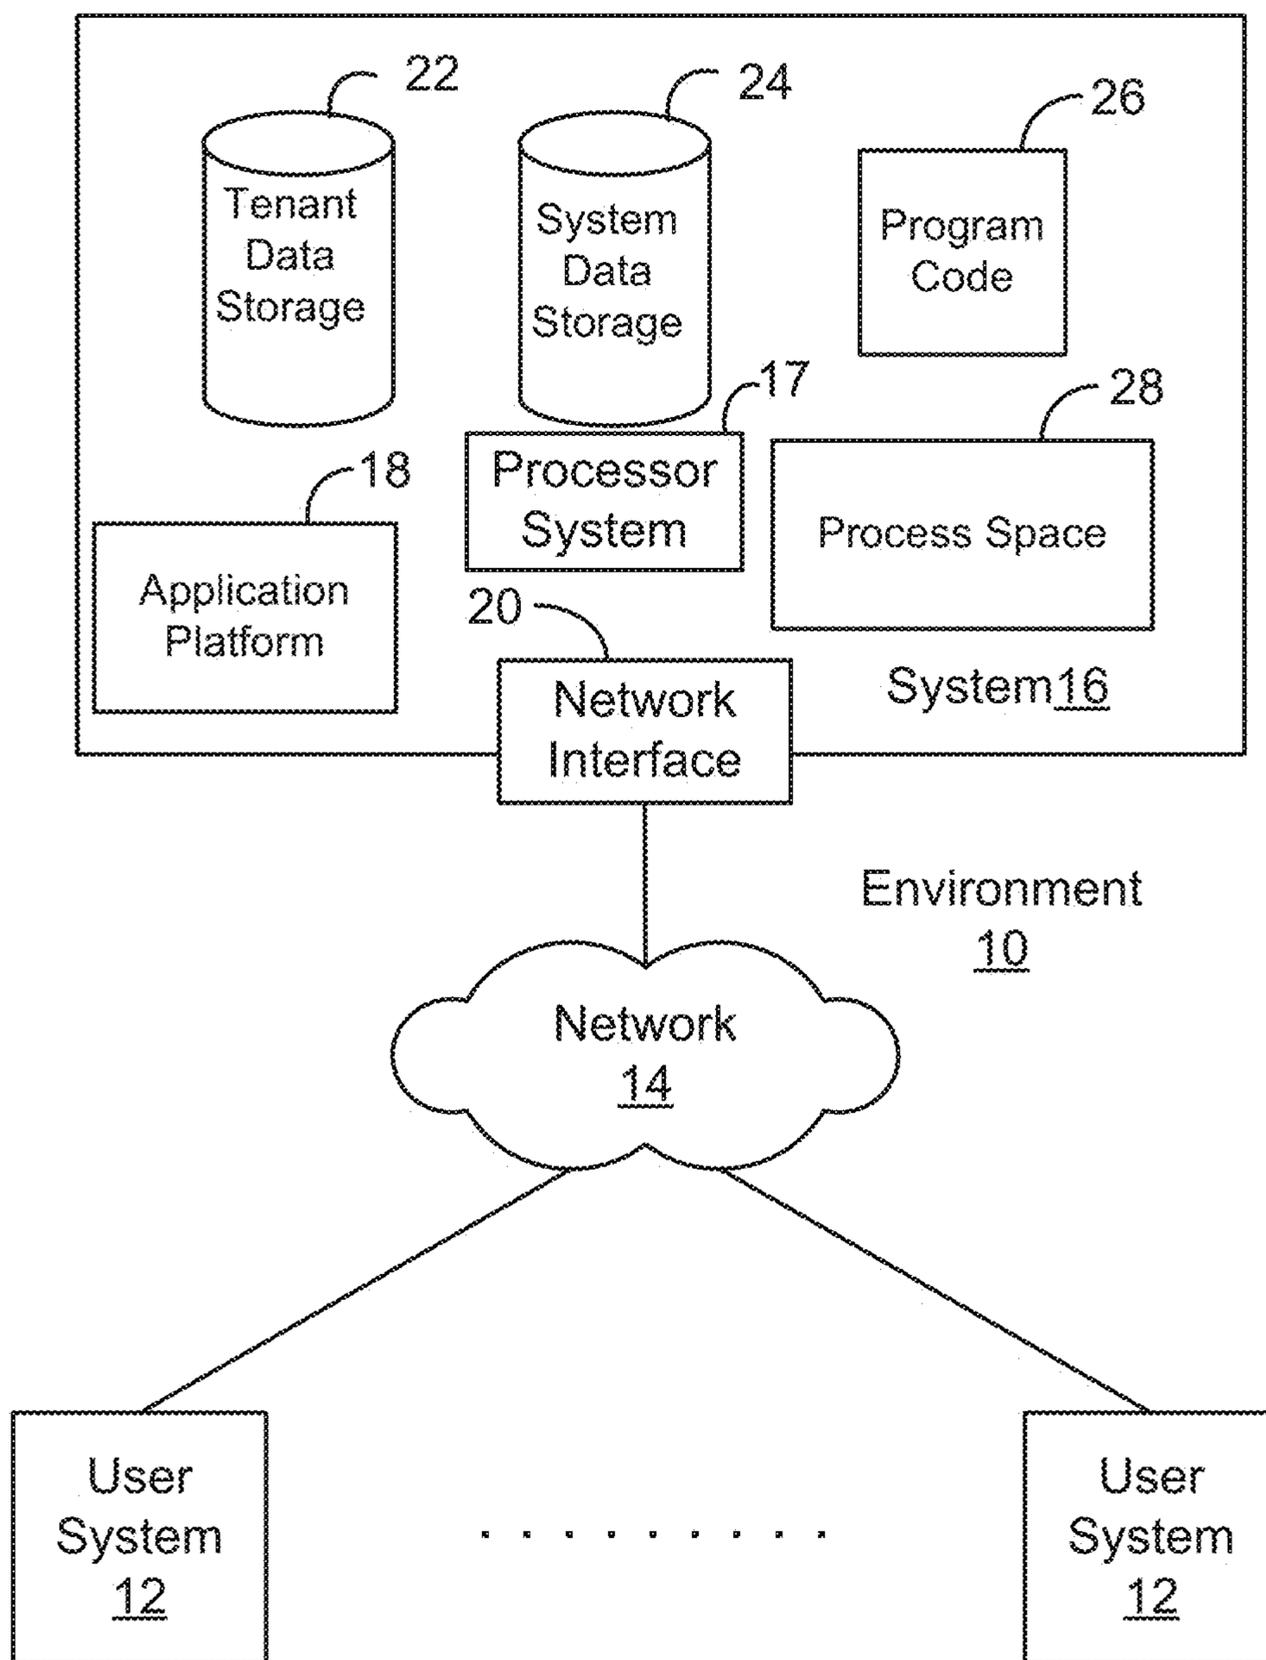 22
24
26
Tenant
Data
Storage
System
Data
Storage
Program
Code
17
28
18
Processor
System
Process Space
Application
Platform
20
Network
Interface
System16
Environment
10
Network
14
User
System
12
User
System
12